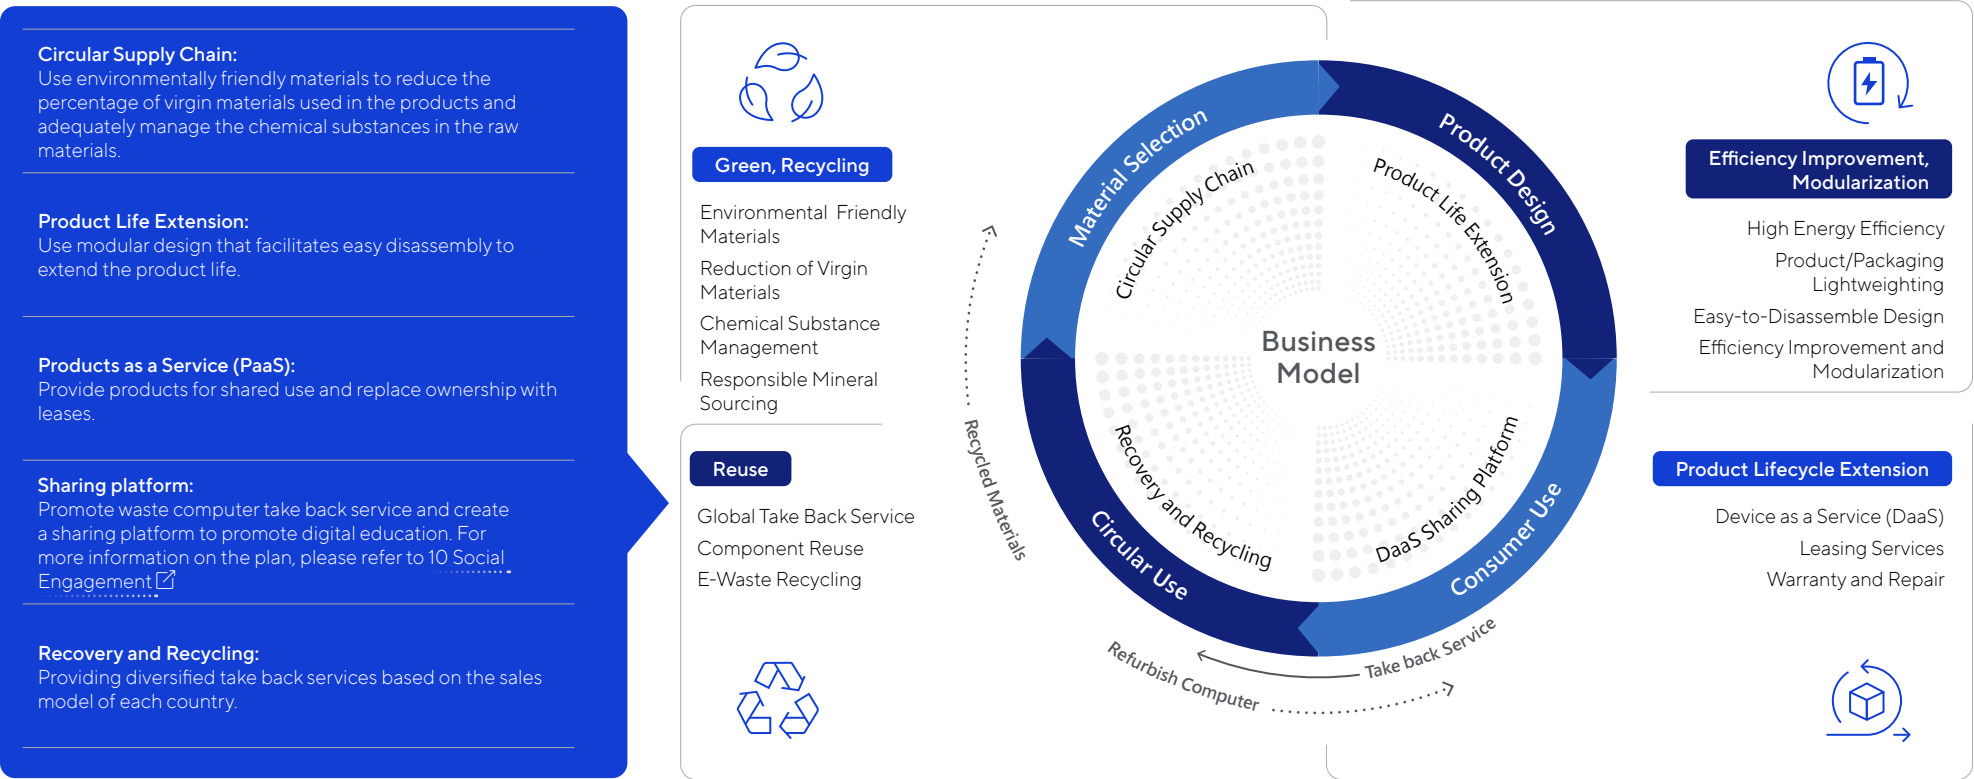 Circular Supply Chain:
Use environmentally friendly materials to reduce the
percentage of virgin materials used in the products and
adequately manage the chemical substances in the raw
materials.
Product Life Extension:
Use modular design that facilitates easy disassembly to
extend the product life.
Products as a Service (PaaS):
Provide products for shared use and replace ownership with
leases.
Sharing platform:
Promote waste computer take back service and create
a sharing platform to promote digital education. For
more information on the plan, please refer to 10 Social
Engagement
Recovery and Recycling:
Providing diversified take back services based on the sales
model of each country.
Green, Recycling
Environmental Friendly
Materials
Reduction of Virgin
Materials
Chemical Substance
Management
Responsible Mineral
Sourcing
Reuse
Global Take Back Service
Component Reuse
E-Waste Recycling
Recycled Materials
Material Selection
Circular Supply Chain
Product Design
Product Life Extension
Business
Model
Recovery and Recycling
Circular Use
DaaS Sharing Platform
Consumer Use
Refurbish Computer
Take back Service
Efficiency Improvement,
Modularization
High Energy Efficiency
Product/Packaging
Lightweighting
Easy-to-Disassemble Design
Efficiency Improvement and
Modularization
Product Lifecycle Extension
Device as a Service (DaaS)
Leasing Services
Warranty and Repair